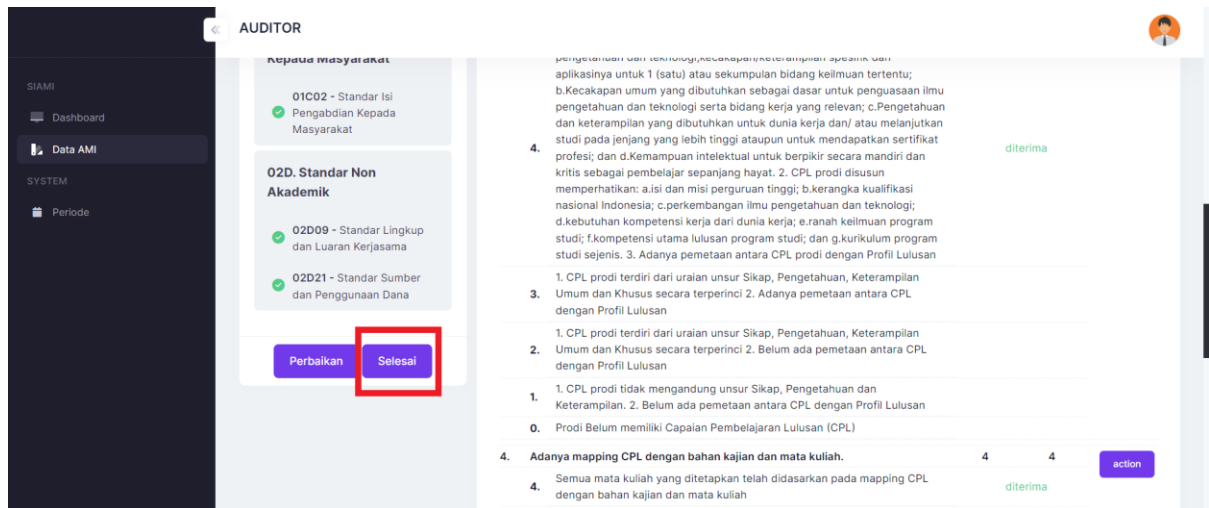 AUDITOR
SIAMI
Dashboard
Data AMI
SYSTEM
Periode
Kepada Masyarakat
01C02 - Standar Isi
Pengabdian Kepada
Masyarakat
02D. Standar Non
Akademik
02D09 - Standar Lingkup
dan Luaran Kerjasama
02D21 - Standar Sumber
dan Penggunaan Dana
Perbaikan
Selesai
pengetahuan dan teknologi,kecakapan/keterampilan spesifik dan
aplikasinya untuk 1 (satu) atau sekumpulan bidang keilmuan tertentu;
b.Kecakapan umum yang dibutuhkan sebagai dasar untuk penguasaan ilmu
pengetahuan dan teknologi serta bidang kerja yang relevan; c.Pengetahuan
dan keterampilan yang dibutuhkan untuk dunia kerja dan/ atau melanjutkan
studi pada jenjang yang lebih tinggi ataupun untuk mendapatkan sertifikat
4. profesi; dan d.Kemampuan intelektual untuk berpikir secara mandiri dan diterima
kritis sebagai pembelajar sepanjang hayat. 2. CPL prodi disusun
memperhatikan: a.isi dan misi perguruan tinggi; b.kerangka kualifikasi
nasional Indonesia; c.perkembangan ilmu pengetahuan dan teknologi;
d.kebutuhan kompetensi kerja dari dunia kerja; e.ranah keilmuan program
studi; f.kompetensi utama lulusan program studi; dan g.kurikulum program
studi sejenis. 3. Adanya pemetaan antara CPL prodi dengan Profil Lulusan
1. CPL prodi terdiri dari uraian unsur Sikap, Pengetahuan, Keterampilan
3. Umum dan Khusus secara terperinci 2. Adanya pemetaan antara CPL
dengan Profil Lulusan
1. CPL prodi terdiri dari uraian unsur Sikap, Pengetahuan, Keterampilan
2. Umum dan Khusus secara terperinci 2. Belum ada pemetaan antara CPL
dengan Profil Lulusan
1. 1. CPL prodi tidak mengandung unsur Sikap, Pengetahuan dan
Keterampilan. 2. Belum ada pemetaan antara CPL dengan Profil Lulusan
0. Prodi Belum memiliki Capaian Pembelajaran Lulusan (CPL)
4. Adanya mapping CPL dengan bahan kajian dan mata kuliah. 4 4 action
4. Semua mata kuliah yang ditetapkan telah didasarkan pada mapping CPL diterima
dengan bahan kajian dan mata kuliah